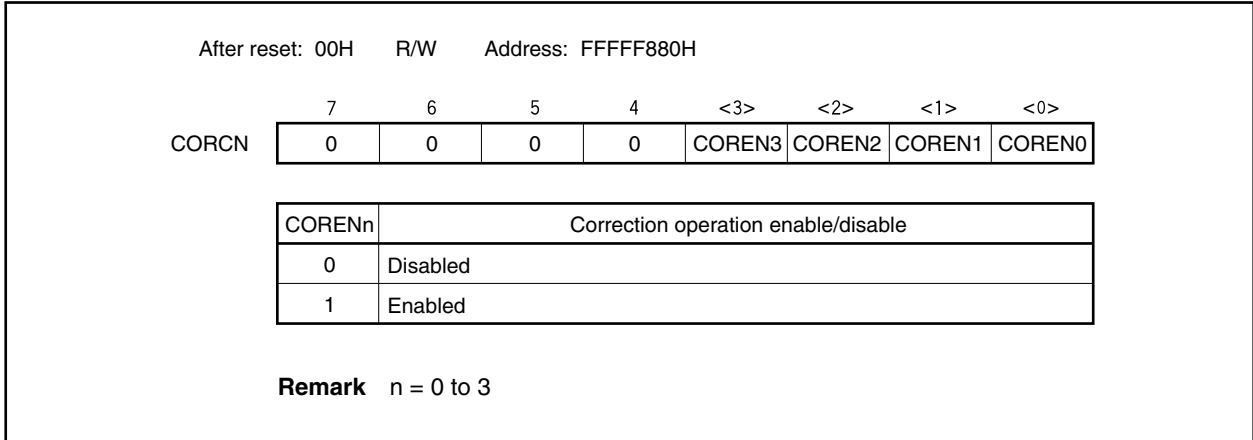 After reset: 00H R/W Address: FFFFF880H
7 6 5 4 <3> <2> <1> <0>
CORCN 0 0 0 0 COREN3 COREN2 COREN1 COREN0
CORENn Correction operation enable/disable
0 Disabled
1 Enabled
Remark n = 0 to 3